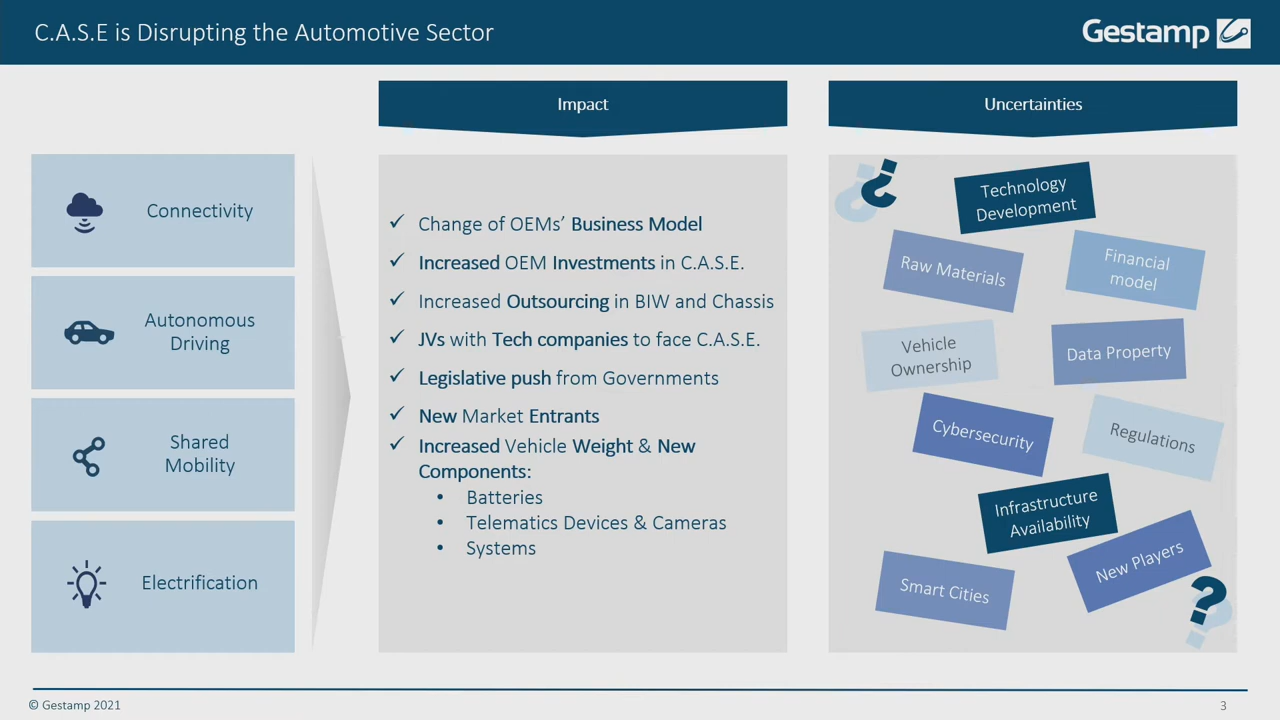 C.A.S.E is Disrupting the Automotive Sector
Gestamp
Impact
Uncertainties
Connectivity
Autonomous
Driving
Shared
Mobility
Electrification
✓ Change of OEMs’ Business Model
✓ Increased OEM Investments in C.A.S.E.
✓ Increased Outsourcing in BIW and Chassis
✓ JVs with Tech companies to face C.A.S.E.
✓ Legislative push from Governments
✓ New Market Entrants
✓ Increased Vehicle Weight & New
Components:
• Batteries
• Telematics Devices & Cameras
• Systems
¿
Technology
Development
Raw Materials
Financial
model
Vehicle
Ownership
Data Property
Cybersecurity
Regulations
Infrastructure
Availability
New Players
Smart Cities
?
© Gestamp 2021
3